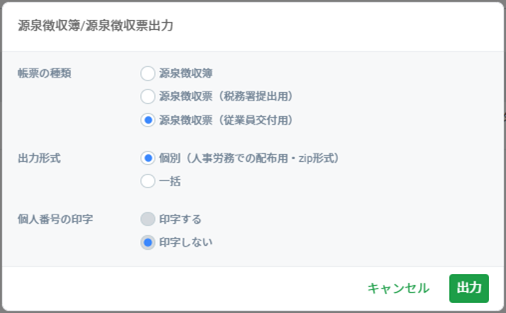 源泉徴収簿/源泉徴収票出力
帳票の種類
源泉徴収簿
源泉徴収票（税務署提出用）
源泉徴収票（従業員交付用）
出力形式
個別（人事労務での配布用・zip形式）
一括
個人番号の印字
印字する
印字しない
キャンセル
出力